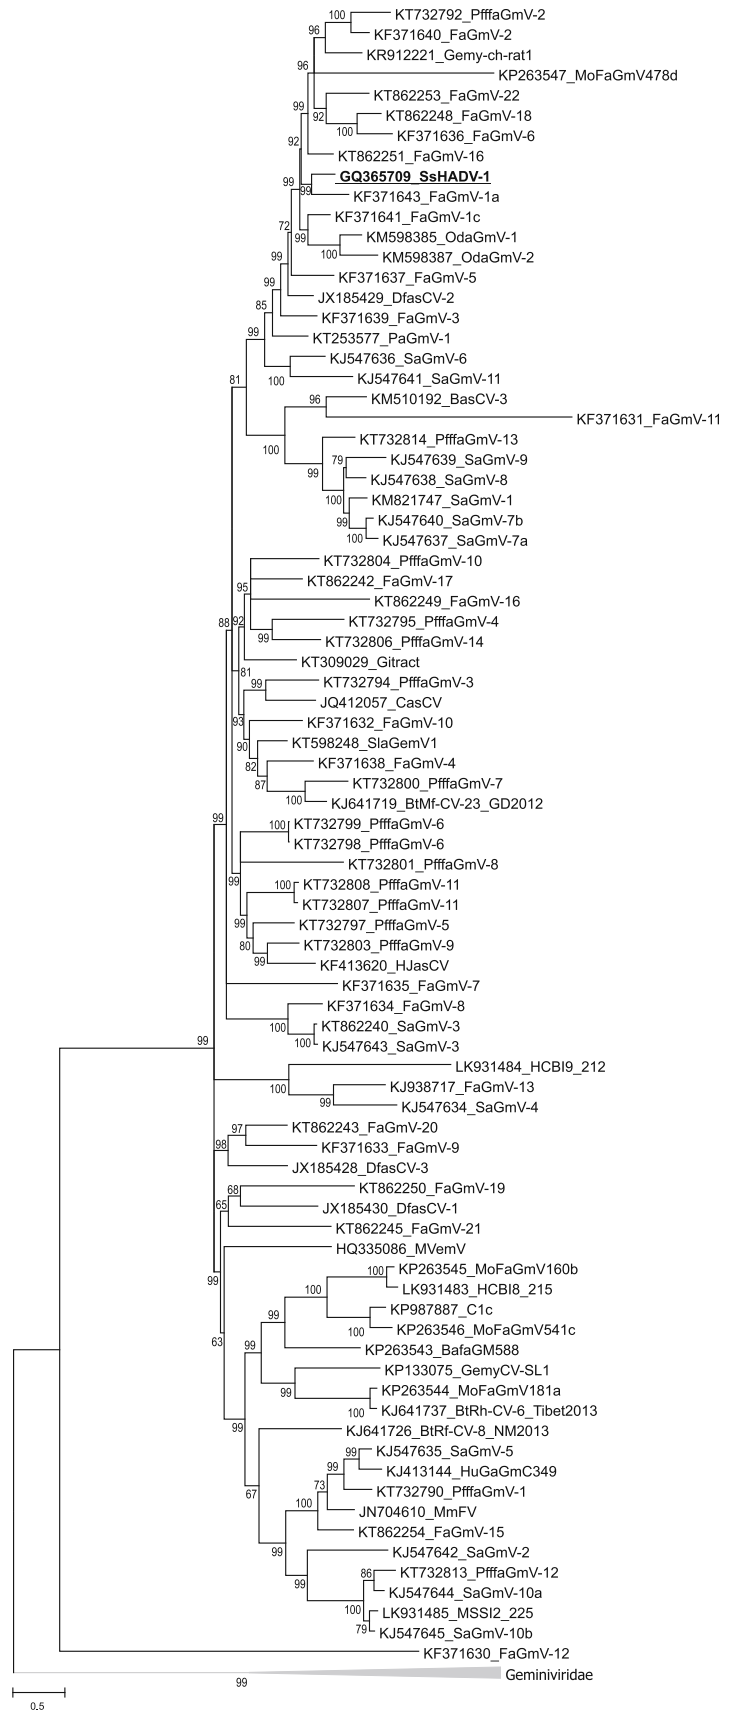 100 KT732792_PfffaGmV-2
96 KF371640_FaGmV-2
KR912221_Gemy-ch-rat1
96 KP263547_MoFaGmV478d
KT862253_FaGmV-22
99 92 KT862248_FaGmV-18
100 KF371636_FaGmV-6
92 KT862251_FaGmV-16
GQ365709_SsHADV-1
99 99 KF371643_FaGmV-1a
KF371641_FaGmV-1c
72 99 KM598385_OdaGmV-1
100 KM598387_OdaGmV-2
99 KF371637_FaGmV-5
99 JX185429_DfasCV-2
85 KF371639_FaGmV-3
99 KT253577_PaGmV-1
KJ547636_SaGmV-6
81 100 KJ547641_SaGmV-11
96 KM510192_BasCV-3
KF371631_FaGmV-11
100 KT732814_PfffaGmV-13
99 79 KJ547639_SaGmV-9
KJ547638_SaGmV-8
100 KM821747_SaGmV-1
99 KJ547640_SaGmV-7b
100 KJ547637_SaGmV-7a
KT732804_PfffaGmV-10
95 KT862242_FaGmV-17
KT862249_FaGmV-16
88 92 KT732795_PfffaGmV-4
99 KT732806_PfffaGmV-14
KT309029_Gitract
81 99 KT732794_PfffaGmV-3
JQ412057_CasCV
93 KF371632_FaGmV-10
90 KT598248_SlaGemV1
82 KF371638_FaGmV-4
87 KT732800_PfffaGmV-7
100 KJ641719_BtMf-CV-23_GD2012
99 100 KT732799_PfffaGmV-6
KT732798_PfffaGmV-6
KT732801_PfffaGmV-8
99 100 KT732808_PfffaGmV-11
KT732807_PfffaGmV-11
99 KT732797_PfffaGmV-5
80 KT732803_PfffaGmV-9
99 KF413620_HJasCV
KF371635_FaGmV-7
KF371634_FaGmV-8
100 KT862240_SaGmV-3
99 100 KJ547643_SaGmV-3
LK931484_HCBI9_212
100 KJ938717_FaGmV-13
99 KJ547634_SaGmV-4
97 KT862243_FaGmV-20
98 KF371633_FaGmV-9
JX185428_DfasCV-3
68 KT862250_FaGmV-19
65 JX185430_DfasCV-1
KT862245_FaGmV-21
HQ335086_MVemV
99 100 KP263545_MoFaGmV160b
100 LK931483_HCBI8_215
KP987887_C1c
63 99 100 KP263546_MoFaGmV541c
99 KP263543_BafaGM588
KP133075_GemyCV-SL1
99 KP263544_MoFaGmV181a
100 KJ641737_BtRh-CV-6_Tibet2013
99 KJ641726_BtRf-CV-8_NM2013
99 KJ547635_SaGmV-5
99 KJ413144_HuGaGmC349
67 73 KT732790_PfffaGmV-1
100 JN704610_MmFV
KT862254_FaGmV-15
99 KJ547642_SaGmV-2
99 86 KT732813_PfffaGmV-12
KJ547644_SaGmV-10a
100 LK931485_MSSI2_225
79 KJ547645_SaGmV-10b
KF371630_FaGmV-12
99 Geminiviridae
0.5